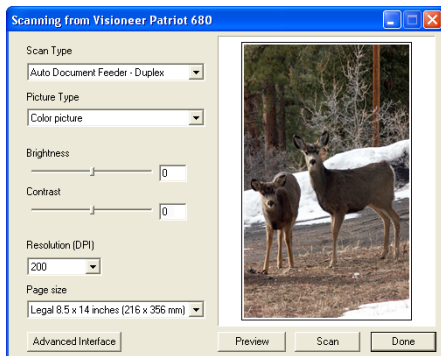 Scanning from Visioneer Patriot 680
Scan Type
Auto Document Feeder - Duplex
Picture Type
Color picture
Brightness
0
Contrast
0
Resolution (DPI)
200
Page size
Legal 8.5 x 14 inches (216 x 356 mm)
Advanced Interface
Preview
Scan
Done